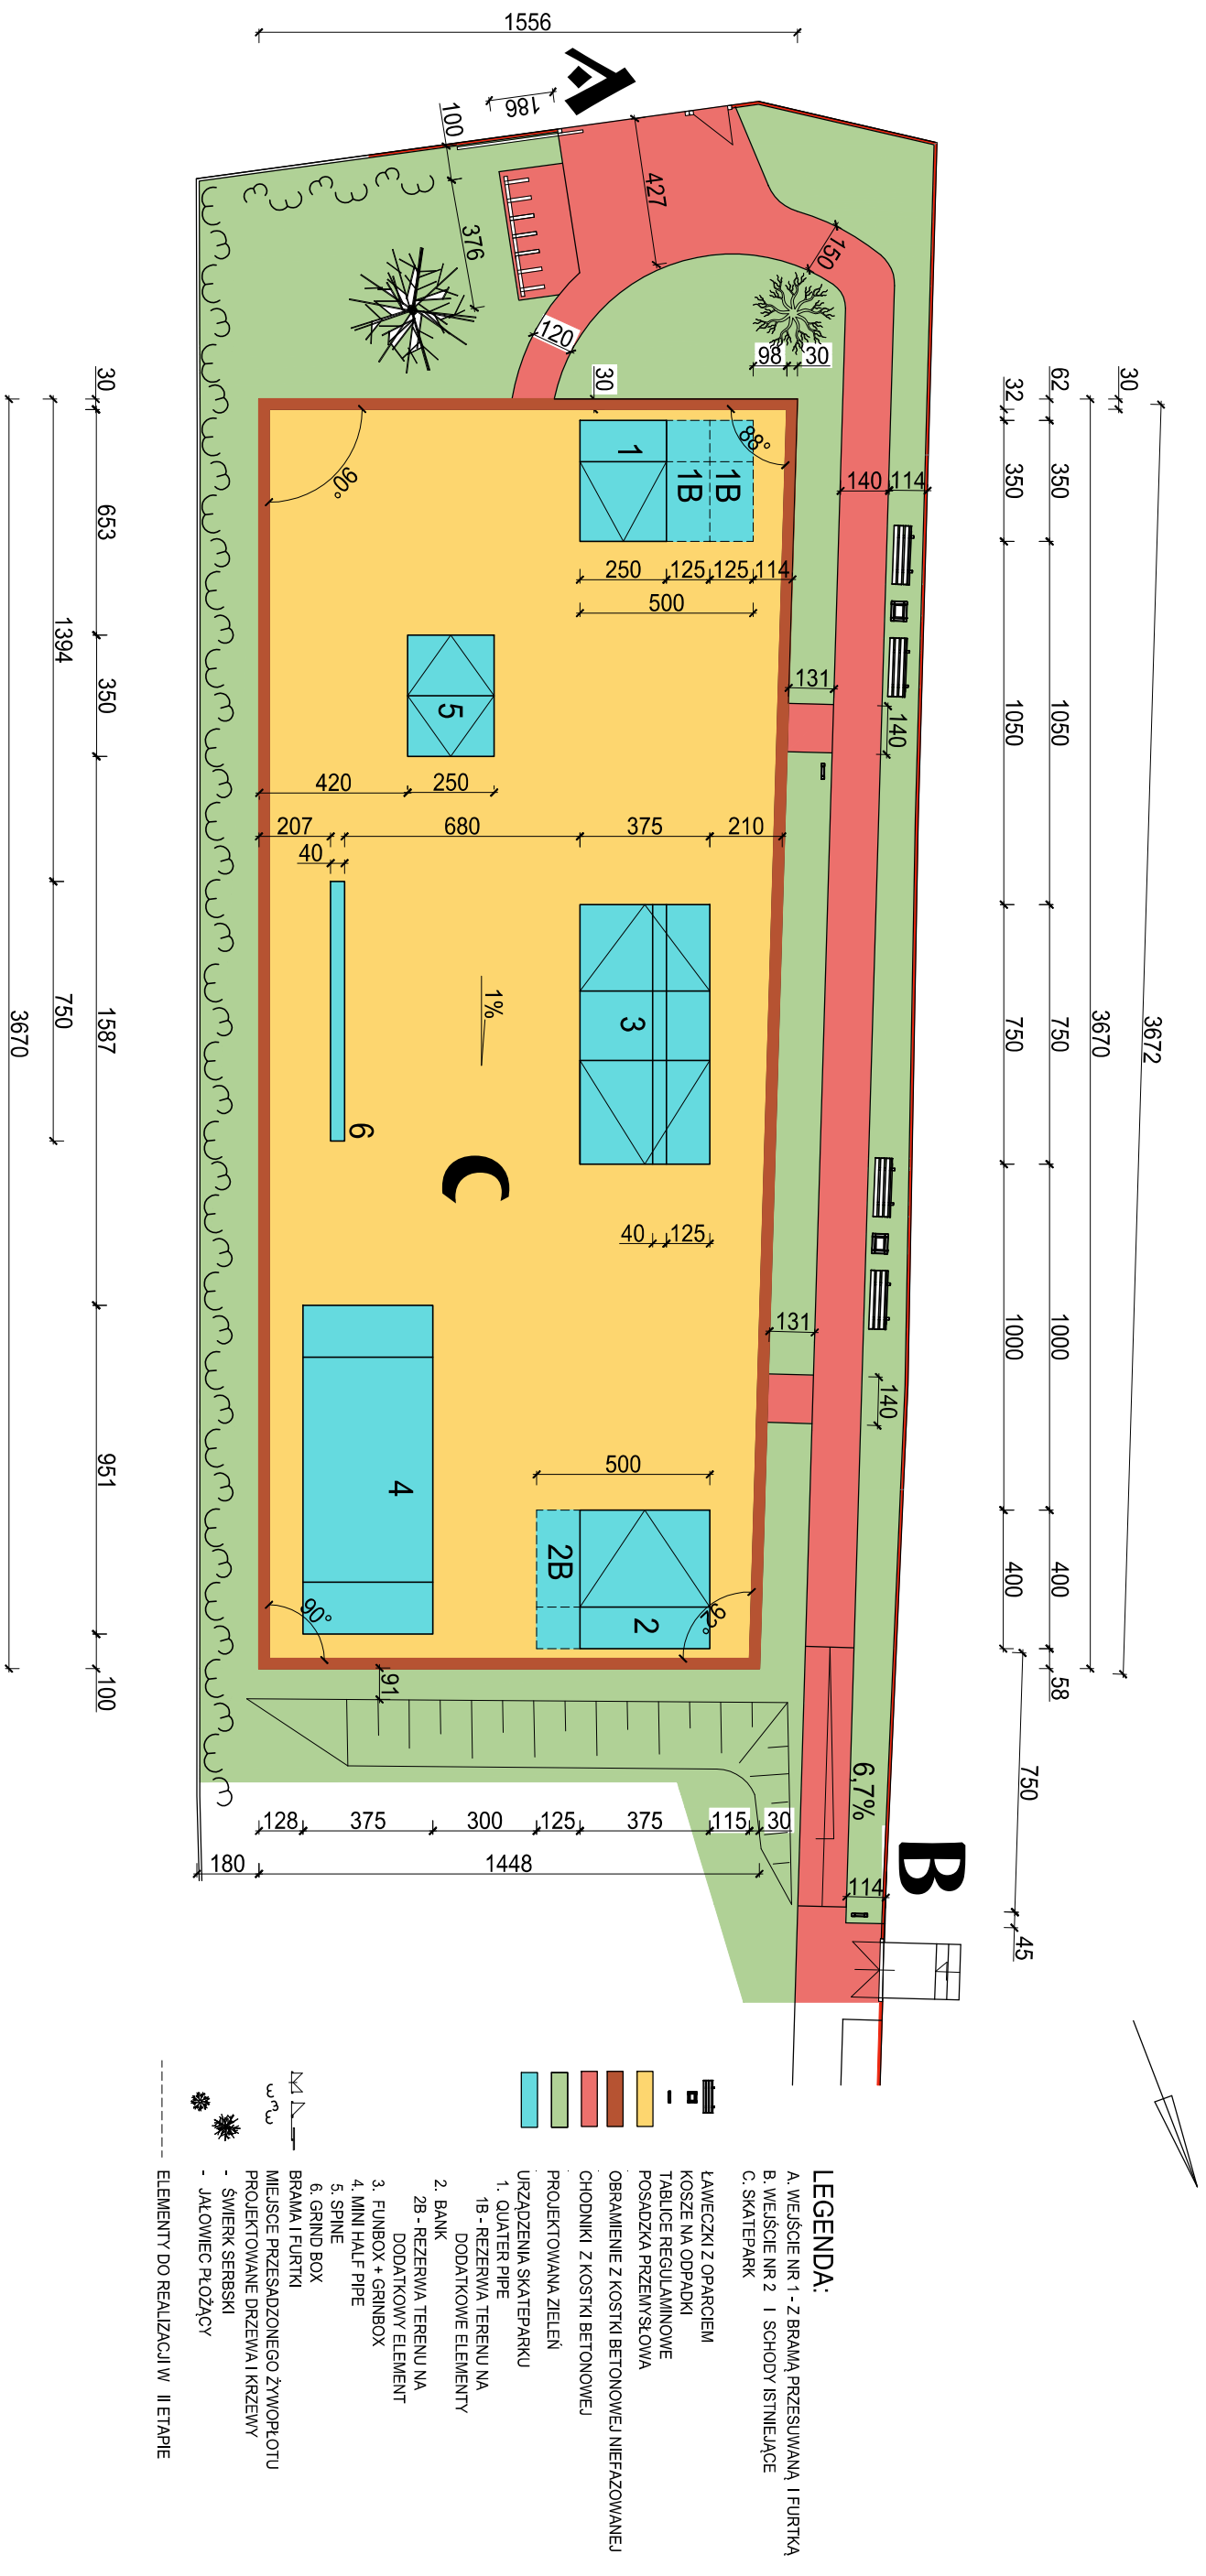 1556
A
186
100
427
376
150
120
98
30
30
30
62
32
30
350
350
140
114
88°
90°
1
1B
1B
250
125
125
114
500
653
1394
350
5
131
140
1050
1050
420
250
207
680
375
210
40
3672
3670
750
750
3
1%
1587
750
3670
6
C
40
125
131
140
1000
1000
4
951
500
2B
2
92°
90°
400
400
58
100
91
750
6,7%
B
128
375
300
125
375
115
30
180
1448
114
45
LEGENDA:
A. WEJŚCIE NR 1 - Z BRAMĄ PRZESUWANĄ I FURTKĄ
B. WEJŚCIE NR 2 I SCHODY ISTNIEJĄCE
C. SKATEPARK
ŁAWECZKI Z OPARCIEM
KOSZE NA ODPADKI
TABLICE REGULAMINOWE
POSADZKA PRZEMYSŁOWA
OBRAMIENIE Z KOSTKI BETONOWEJ NIEFAZOWANEJ
CHODNIKI Z KOSTKI BETONOWEJ
PROJEKTOWANA ZIELEŃ
URZĄDZENIA SKATEPARKU
1. QUATER PIPE
1B - REZERWA TERENU NA
DODATKOWE ELEMENTY
2. BANK
2B - REZERWA TERENU NA
DODATKOWY ELEMENT
3. FUNBOX + GRINBOX
4. MINI HALF PIPE
5. SPINE
6. GRIND BOX
BRAMA I FURTKI
MIEJSCE PRZESADZONEGO ŻYWOPŁOTU
PROJEKTOWANE DRZEWA I KRZEWY
- ŚWIERK SERBSKI
- JAŁOWIEC PŁOŻĄCY
ELEMENTY DO REALIZACJI W II ETAPIE